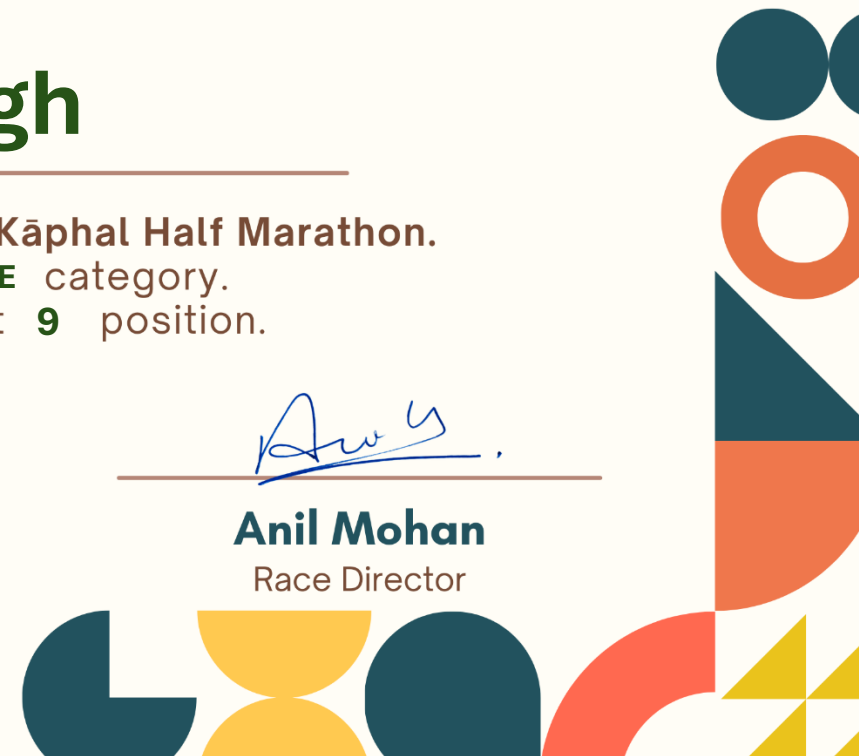 gh
Kāphal Half Marathon.
E category.
t 9 position.
Anil Mohan
Race Director